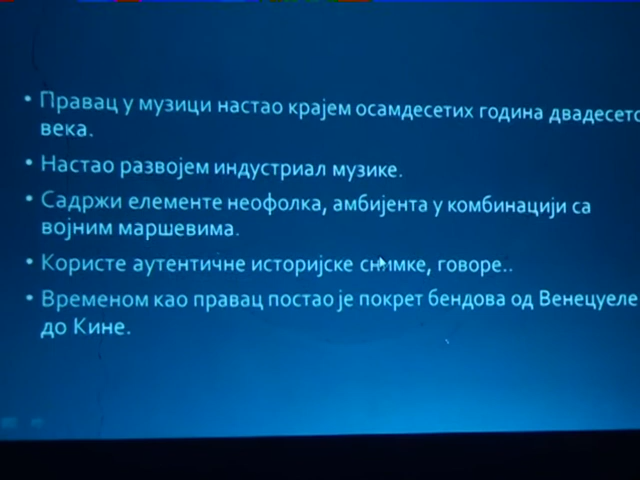 • Правац у музици настао крајем осамдесетих година двадесето
века.
• Настао развојем индустриал музике.
• Садржи елементе неофолка, амбијента у комбинацији са
војним маршевима.
• Користе аутентичне историјске снимке, говоре..
• Временом као правац постао је покрет бендова од Венецуеле
до Кине.